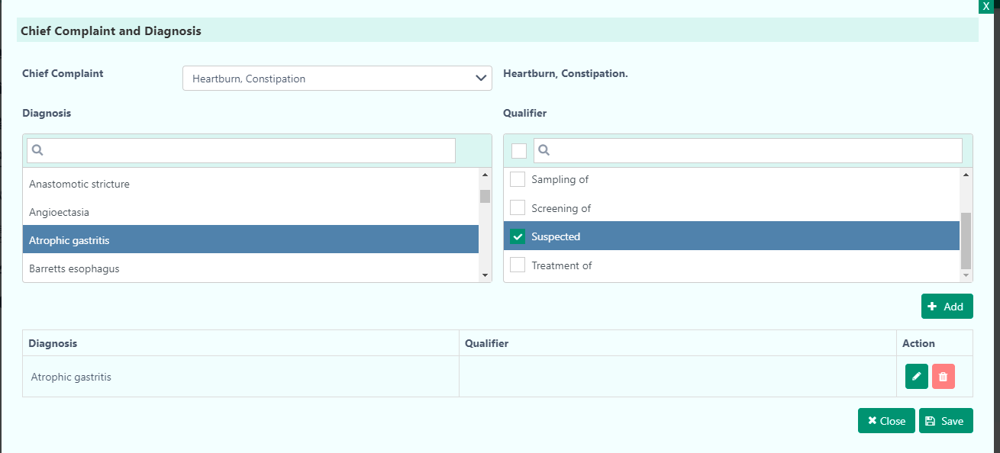 X
Chief Complaint and Diagnosis
Chief Complaint
Heartburn, Constipation
Heartburn, Constipation.
Diagnosis
Qualifier
Anastomotic stricture
Angioectasia
Atrophic gastritis
Barretts esophagus
Sampling of
Screening of
Suspected
Treatment of
Add
Diagnosis Qualifier Action
Atrophic gastritis
Close Save